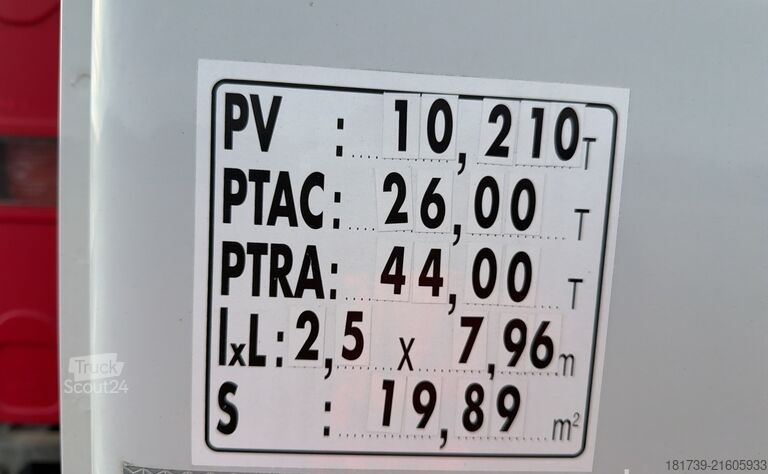 PV : 10,210 T
PTAC: 26,00 T
PTRA: 44,00 T
lxL: 2,5 x 7,96 m
S : 19,89 m²
Truck
Scout24
181739-21605933